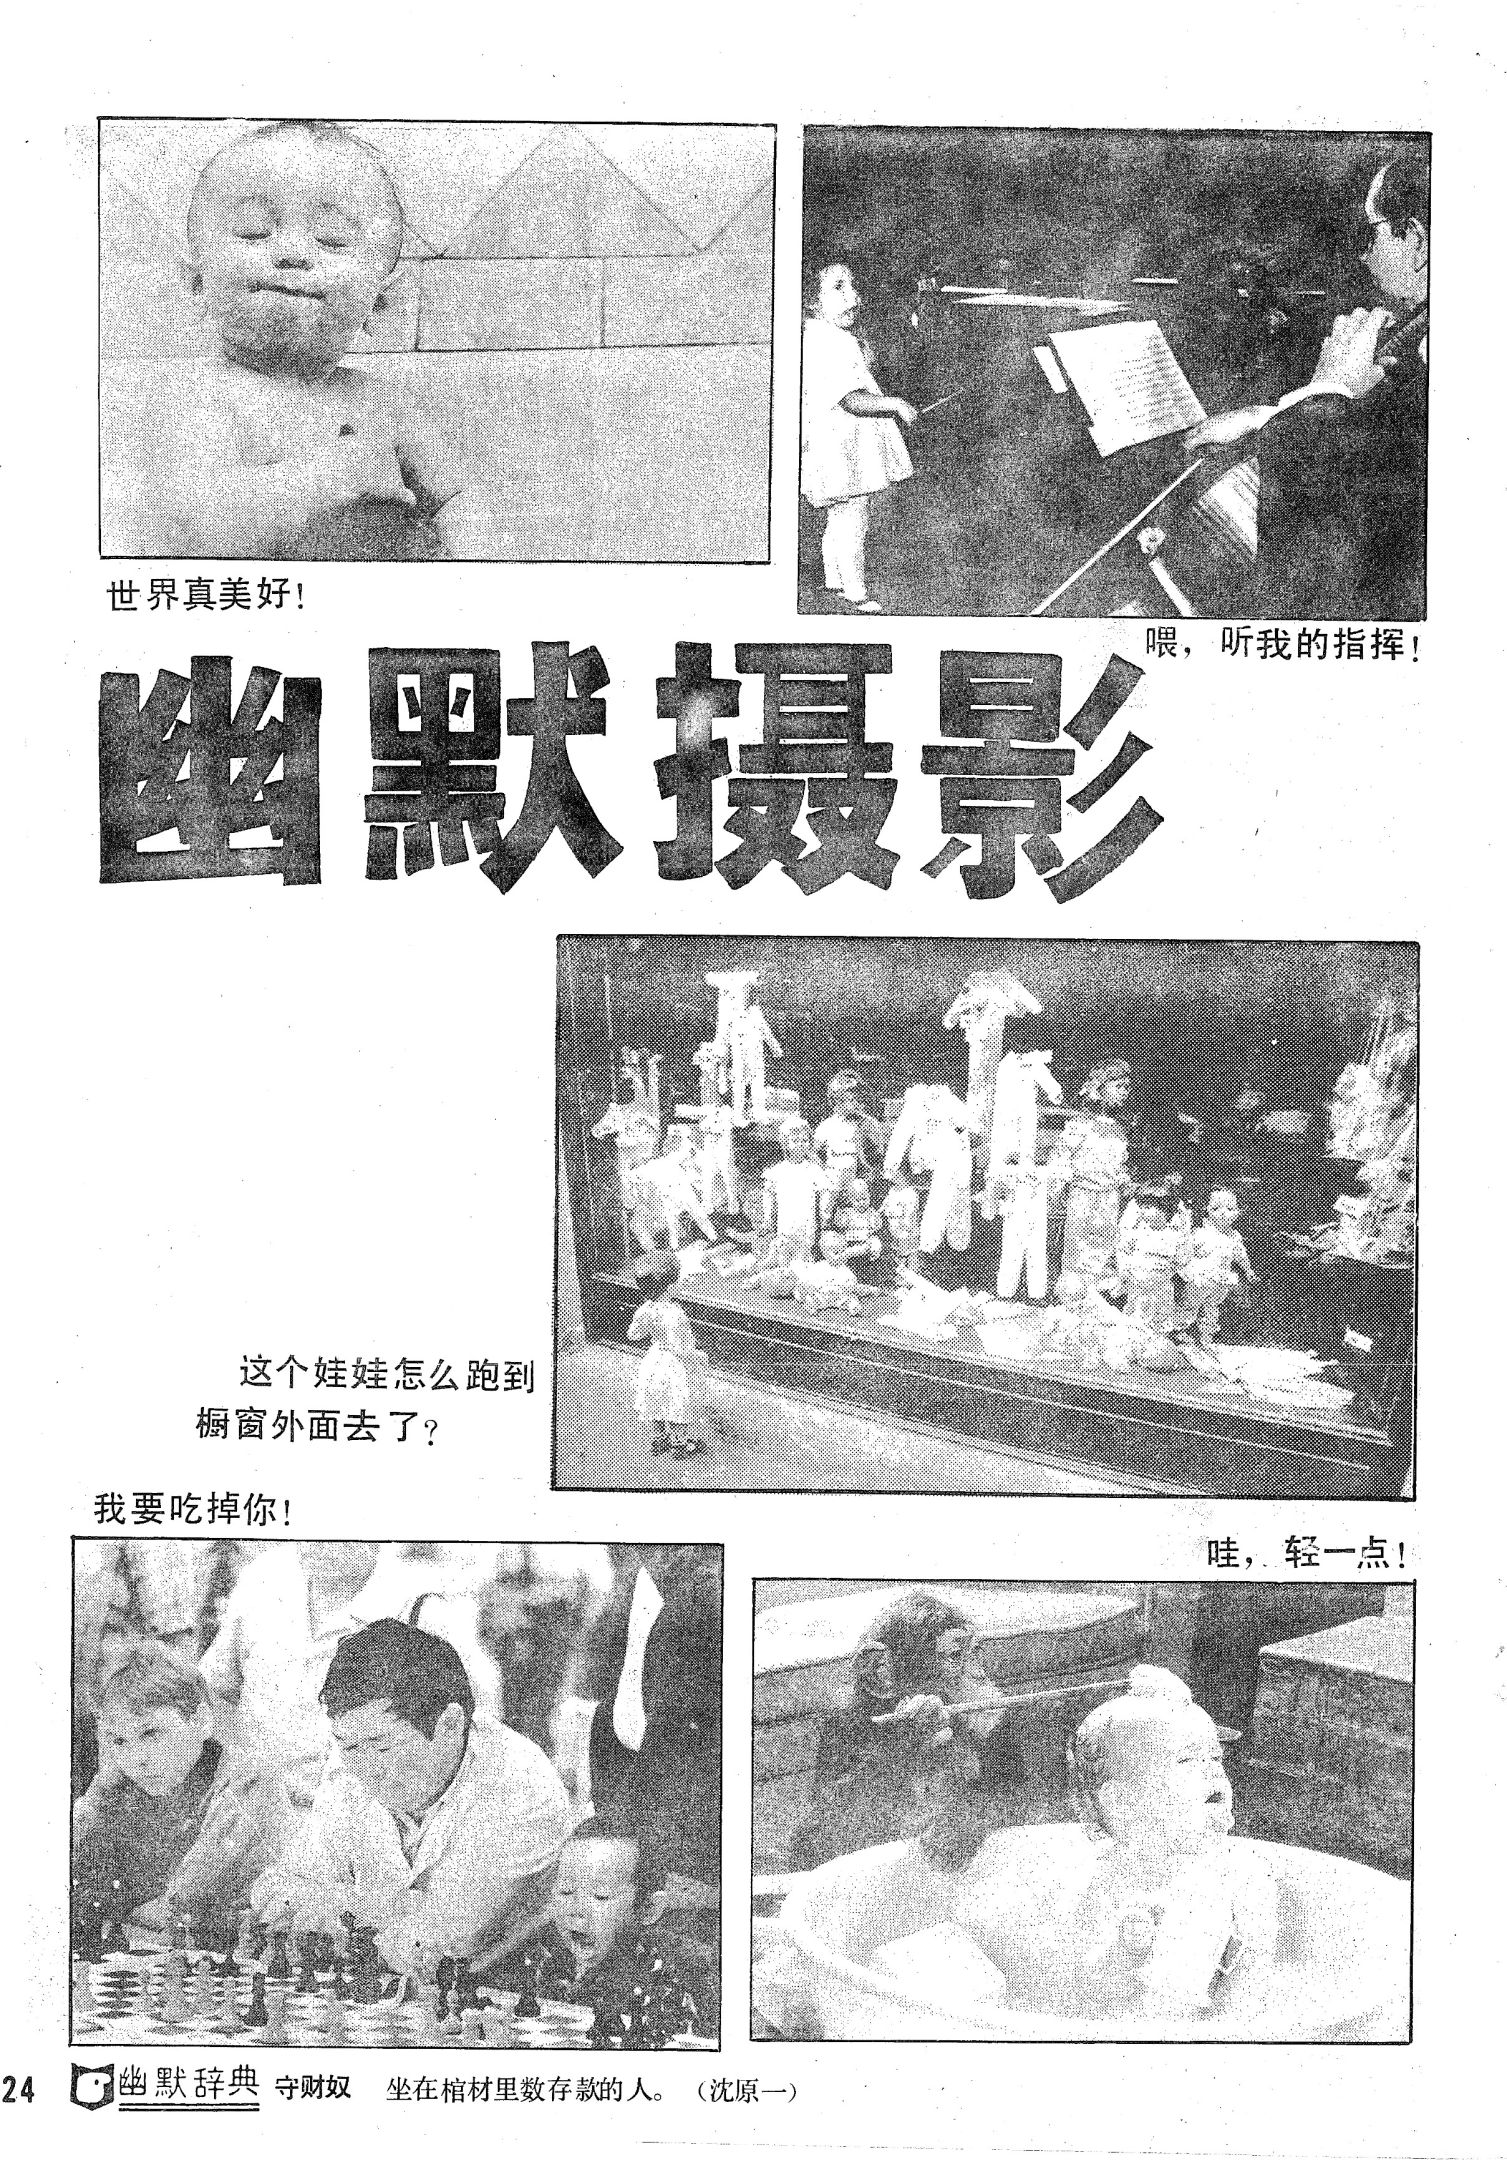 世界真美好！
喂，听我的指挥！
幽默摄影
这个娃娃怎么跑到
橱窗外面去了？
我要吃掉你！
哇，轻一点！
24 幽默辞典 守财奴 坐在棺材里数存款的人。（沈原一）